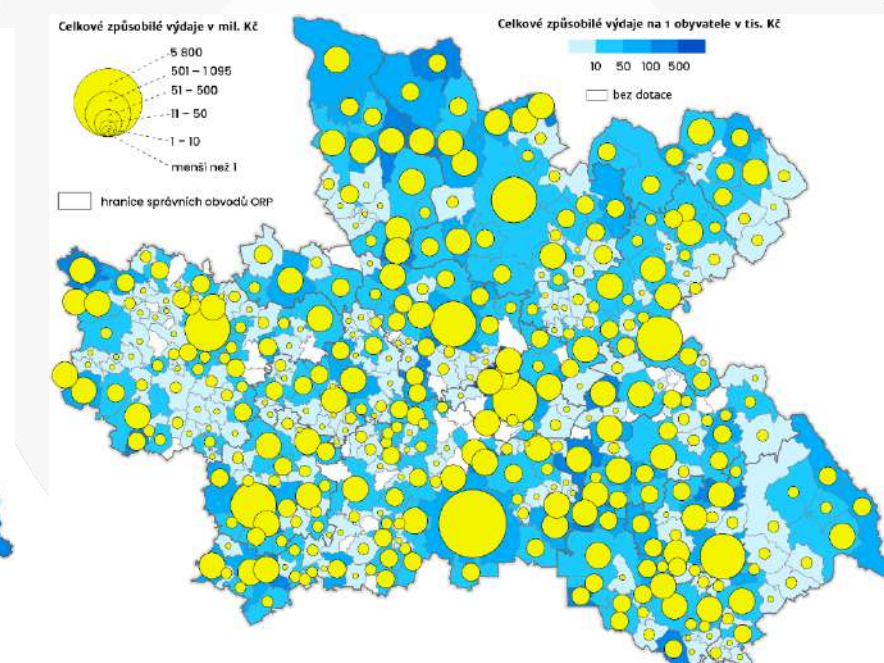 Celkové způsobilé výdaje v mil. Kč
5 800
501 – 1 095
51 – 500
11 – 50
1 – 10
menší než 1
hranice správních obvodů ORP
Celkové způsobilé výdaje na 1 obyvatele v tis. Kč
10 50 100 500
bez dotace